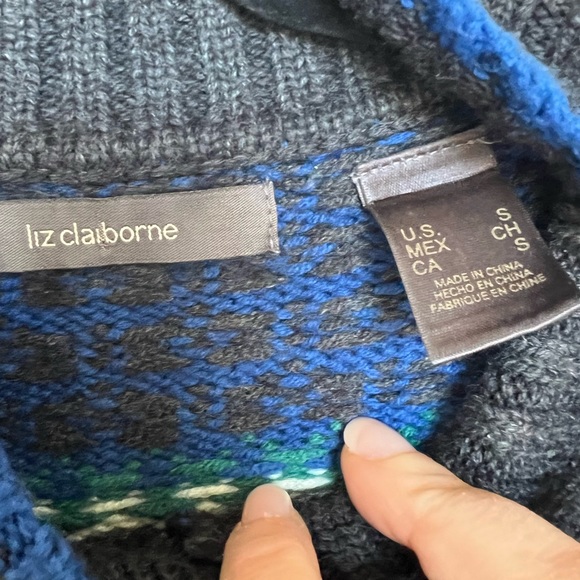 liz claiborne
U.S. S
MEX CH
CA S
MADE IN CHINA
HECHO EN CHINA
FABRIQUE EN CHINE